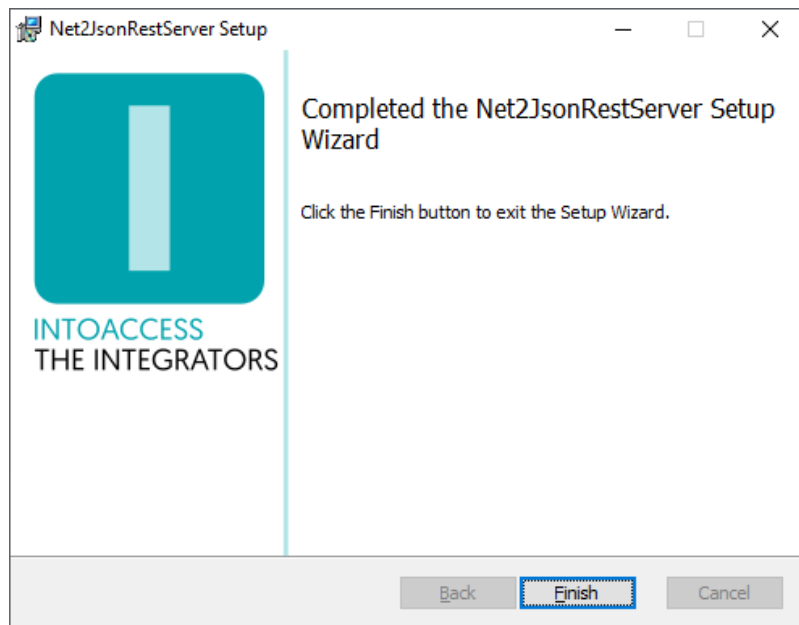 Net2JsonRestServer Setup
Completed the Net2JsonRestServer Setup
Wizard
Click the Finish button to exit the Setup Wizard.
INTOACCESS
THE INTEGRATORS
Back
Finish
Cancel